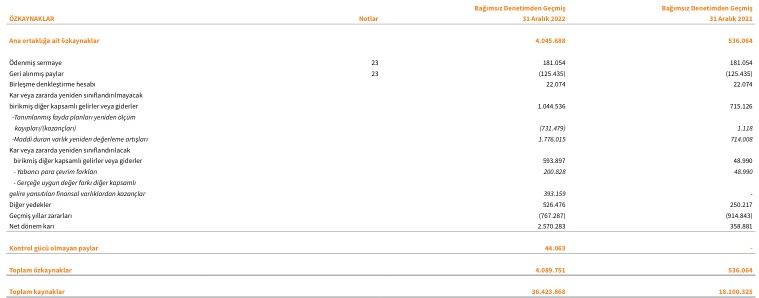 Bağımsız Denetimden Geçmiş Bağımsız Denetimden Geçmiş
ÖZKAYNAKLAR Notlar 31 Aralık 2022 31 Aralık 2021
Ana ortaklığa ait özkaynaklar 4.045.688 536.064
Ödenmiş sermaye 23 181.054 181.054
Geri alınmış paylar 23 (125.435) (125.435)
Birleşme denkleştirme hesabı 22.074 22.074
Kar veya zararda yeniden sınıflandırılmayacak
birikmiş diğer kapsamlı gelirler veya giderler 1.044.536 715.126
-Tanımlanmış fayda planları yeniden ölçüm
kayıpları/(kazançları) (731.479) 1.118
-Maddi duran varlık yeniden değerleme artışları 1.776.015 714.008
Kar veya zararda yeniden sınıflandırılacak
birikmiş diğer kapsamlı gelirler veya giderler 593.897 48.990
- Yabancı para çevrim farkları 200.828 48.990
- Gerçeğe uygun değer farkı diğer kapsamlı
gelire yansıtılan finansal varlıklardan kazançlar 393.159 -
Diğer yedekler 526.476 250.217
Geçmiş yıllar zararları (767.287) (914.843)
Net dönem karı 2.570.283 358.881
Kontrol gücü olmayan paylar 44.063 -
Toplam özkaynaklar 4.089.751 536.064
Toplam kaynaklar 36.423.868 18.100.325